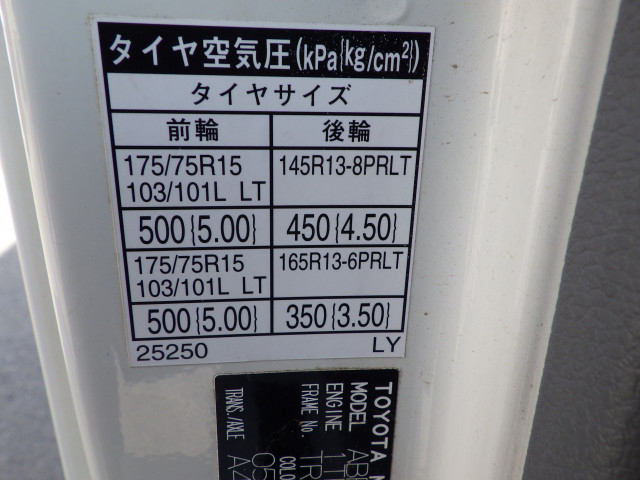 タイヤ空気圧(kPa{kg/cm²})
タイヤサイズ
前輪 後輪
175/75R15 103/101L LT 145R13-8PRLT
500{5.00} 450{4.50}
175/75R15 103/101L LT 165R13-6PRLT
500{5.00} 350{3.50}
25250 LY
TOYOTA
MODEL
ENGINE
FRAME No.
TRANS./AXLE